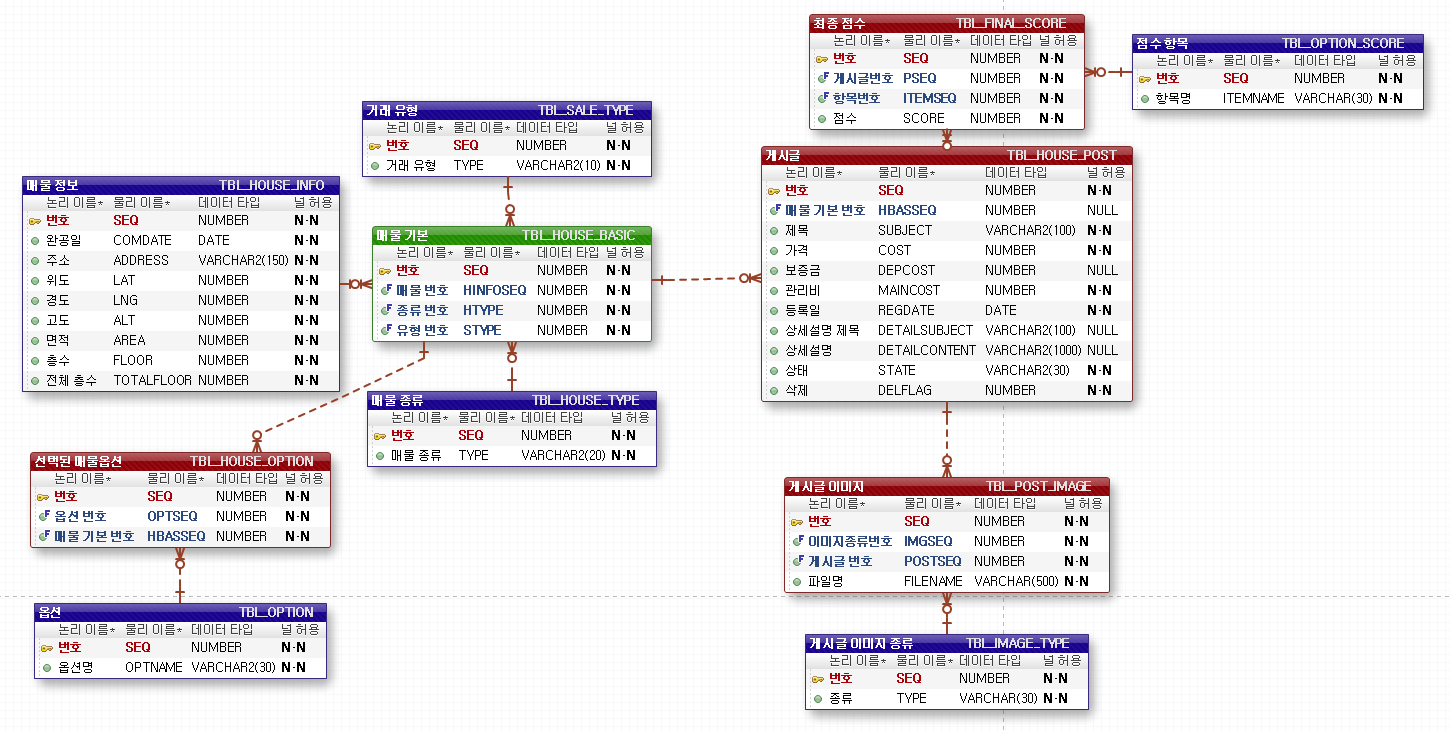 최종 점수 TBL_FINAL_SCORE
논리 이름* 물리 이름* 데이터 타입 널 허용
번호 SEQ NUMBER N-N
게시글번호 PSEQ NUMBER N-N
항목번호 ITEMSEQ NUMBER N-N
점수 SCORE NUMBER N-N
점수 항목 TBL_OPTION_SCORE
논리 이름* 물리 이름* 데이터 타입 널 허용
번호 SEQ NUMBER N-N
항목명 ITEMNAME VARCHAR(30) N-N
거래 유형 TBL_SALE_TYPE
논리 이름* 물리 이름* 데이터 타입 널 허용
번호 SEQ NUMBER N-N
거래 유형 TYPE VARCHAR2(10) N-N
게시글 TBL_HOUSE_POST
논리 이름* 물리 이름* 데이터 타입 널 허용
번호 SEQ NUMBER N-N
매물 기본 번호 HBASSEQ NUMBER NULL
제목 SUBJECT VARCHAR2(100) N-N
가격 COST NUMBER N-N
보증금 DEPCOST NUMBER NULL
관리비 MAINCOST NUMBER N-N
등록일 REGDATE DATE N-N
상세설명 제목 DETAILSUBJECT VARCHAR2(100) NULL
상세설명 DETAILCONTENT VARCHAR2(1000) NULL
상태 STATE VARCHAR2(30) N-N
삭제 DELFLAG NUMBER N-N
매물 정보 TBL_HOUSE_INFO
논리 이름* 물리 이름* 데이터 타입 널 허용
번호 SEQ NUMBER N-N
완공일 COMDATE DATE N-N
주소 ADDRESS VARCHAR2(150) N-N
위도 LAT NUMBER N-N
경도 LNG NUMBER N-N
고도 ALT NUMBER N-N
면적 AREA NUMBER N-N
층수 FLOOR NUMBER N-N
전체 층수 TOTALFLOOR NUMBER N-N
매물 기본 TBL_HOUSE_BASIC
논리 이름* 물리 이름* 데이터 타입 널 허용
번호 SEQ NUMBER N-N
매물 번호 HINFOSEQ NUMBER N-N
종류 번호 HTYPE NUMBER N-N
유형 번호 STYPE NUMBER N-N
매물 종류 TBL_HOUSE_TYPE
논리 이름* 물리 이름* 데이터 타입 널 허용
번호 SEQ NUMBER N-N
매물 종류 TYPE VARCHAR2(20) N-N
선택된 매물옵션 TBL_HOUSE_OPTION
논리 이름* 물리 이름* 데이터 타입 널 허용
번호 SEQ NUMBER N-N
옵션 번호 OPTSEQ NUMBER N-N
매물 기본 번호 HBASSEQ NUMBER N-N
게시글 이미지 TBL_POST_IMAGE
논리 이름* 물리 이름* 데이터 타입 널 허용
번호 SEQ NUMBER N-N
이미지종류번호 IMGSEQ NUMBER N-N
게시글 번호 POSTSEQ NUMBER N-N
파일명 FILENAME VARCHAR(500) N-N
옵션 TBL_OPTION
논리 이름* 물리 이름* 데이터 타입 널 허용
번호 SEQ NUMBER N-N
옵션명 OPTNAME VARCHAR2(30) N-N
게시글 이미지 종류 TBL_IMAGE_TYPE
논리 이름* 물리 이름* 데이터 타입 널 허용
번호 SEQ NUMBER N-N
종류 TYPE VARCHAR(30) N-N